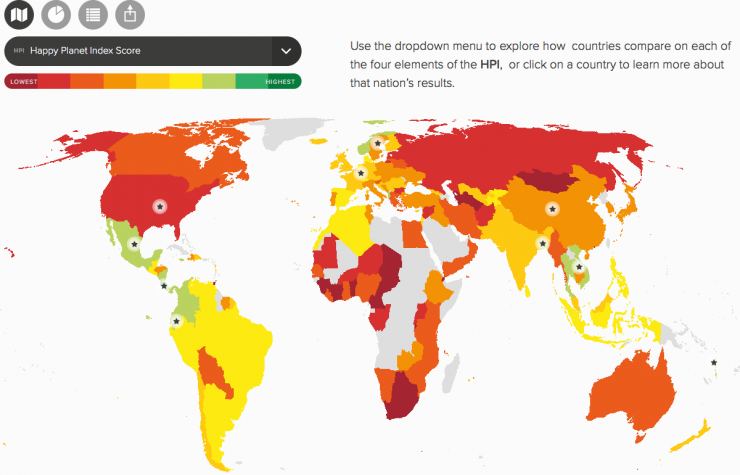 HPI Happy Planet Index Score
LOWEST HIGHEST
Use the dropdown menu to explore how countries compare on each of
the four elements of the HPI, or click on a country to learn more about
that nation's results.